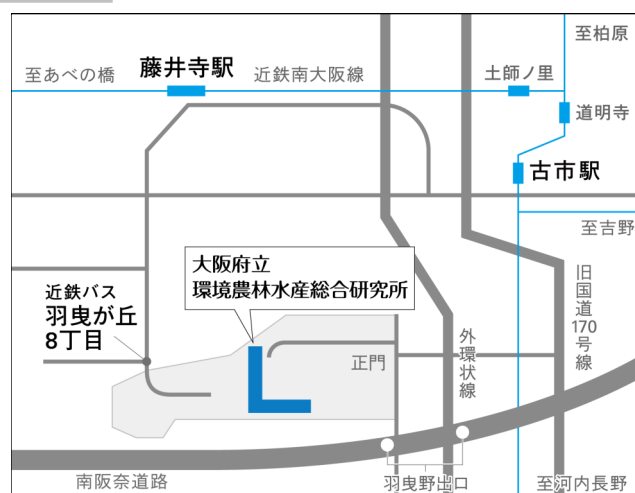 至柏原
至あべの橋
藤井寺駅
近鉄南大阪線
土師ノ里
道明寺
古市駅
至吉野
大阪府立
環境農林水産総合研究所
近鉄バス
羽曳が丘
8丁目
正門
外環状線
旧国道170号線
南阪奈道路
羽曳野出口
至河内長野